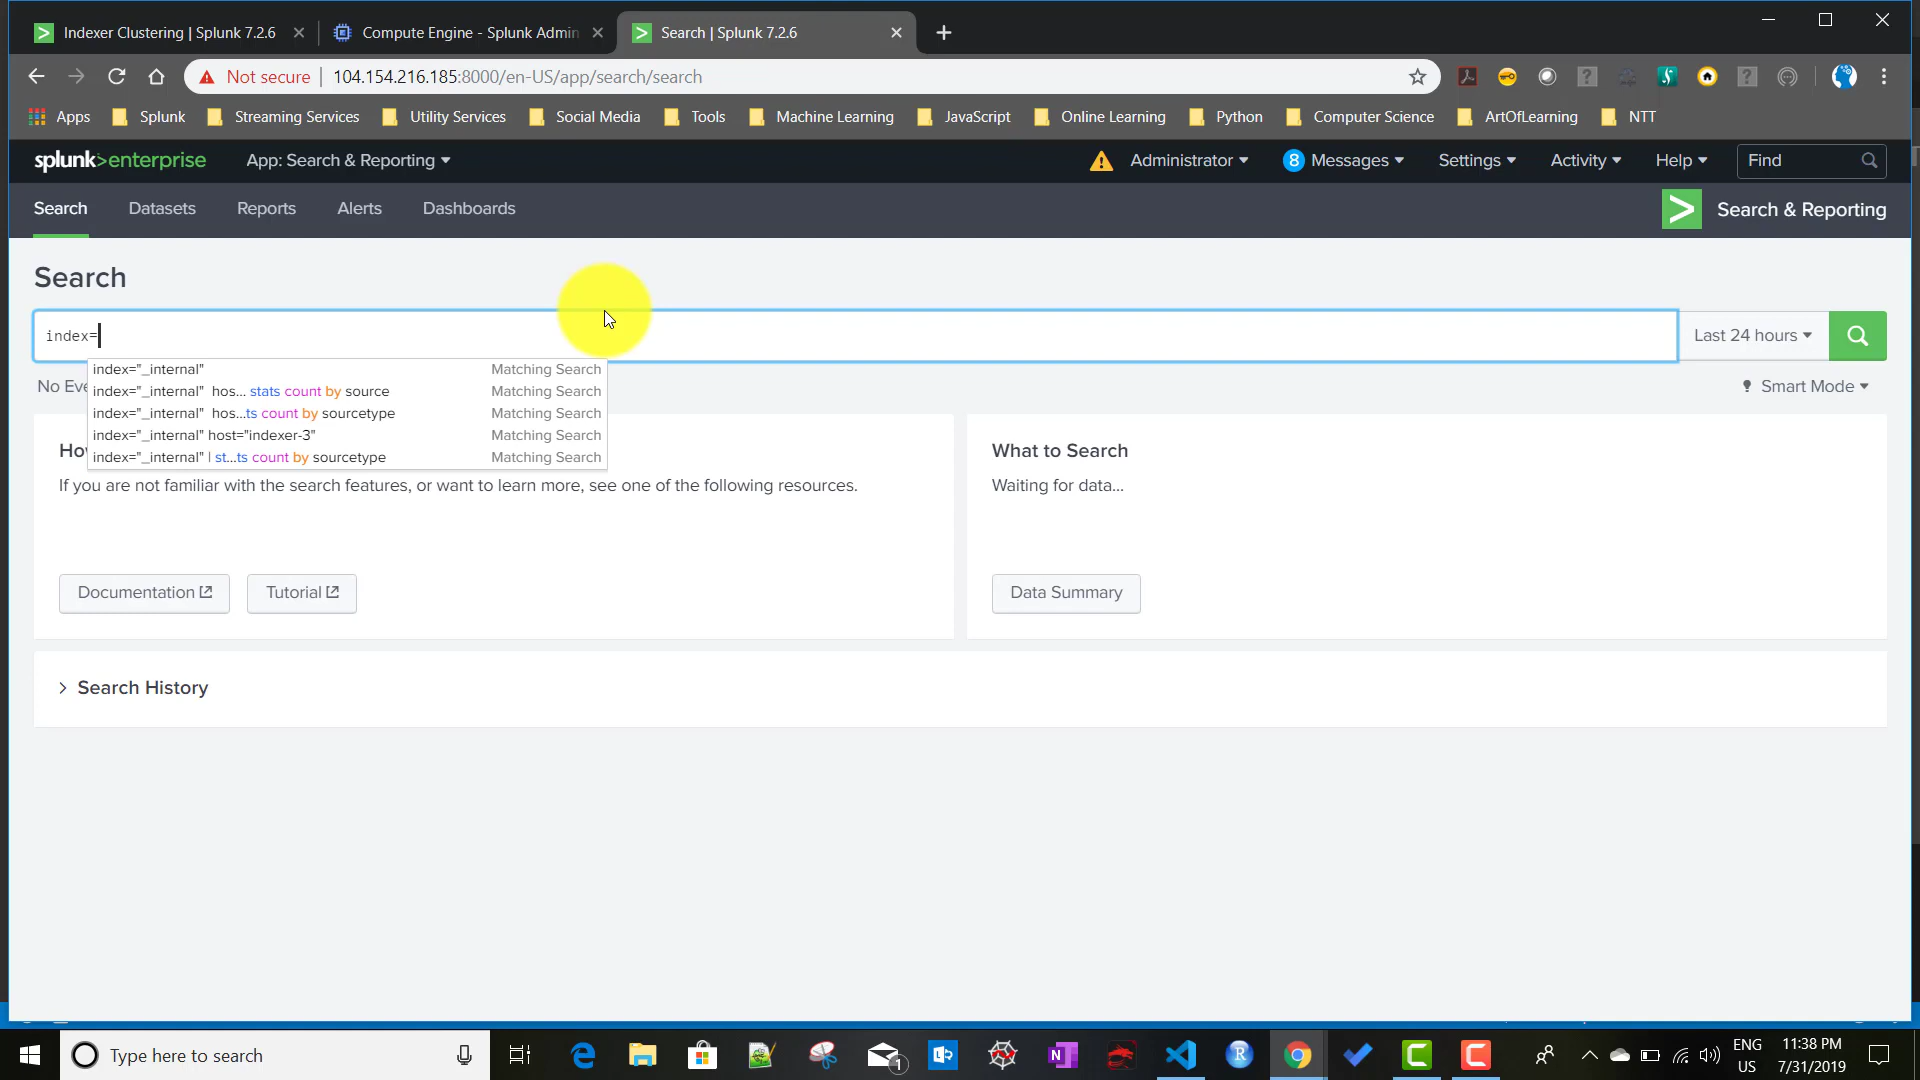 Indexer Clustering | Splunk 7.2.6
Compute Engine - Splunk Admin
Search | Splunk 7.2.6
Not secure | 104.154.216.185:8000/en-US/app/search/search
Apps Splunk Streaming Services Utility Services Social Media Tools Machine Learning JavaScript Online Learning Python Computer Science ArtOfLearning NTT
splunk>enterprise App: Search & Reporting Administrator 8 Messages Settings Activity Help Find
Search Datasets Reports Alerts Dashboards Search & Reporting
Search
index= Last 24 hours
index="_internal" Matching Search
No Eve Smart Mode
index="_internal" hos... stats count by source Matching Search
index="_internal" hos...ts count by sourcetype Matching Search
index="_internal" host="indexer-3" Matching Search
index="_internal" | st...ts count by sourcetype Matching Search
What to Search
If you are not familiar with the search features, or want to learn more, see one of the following resources.
Waiting for data...
Documentation Tutorial Data Summary
Search History
Type here to search 1 ENG US 11:38 PM 7/31/2019